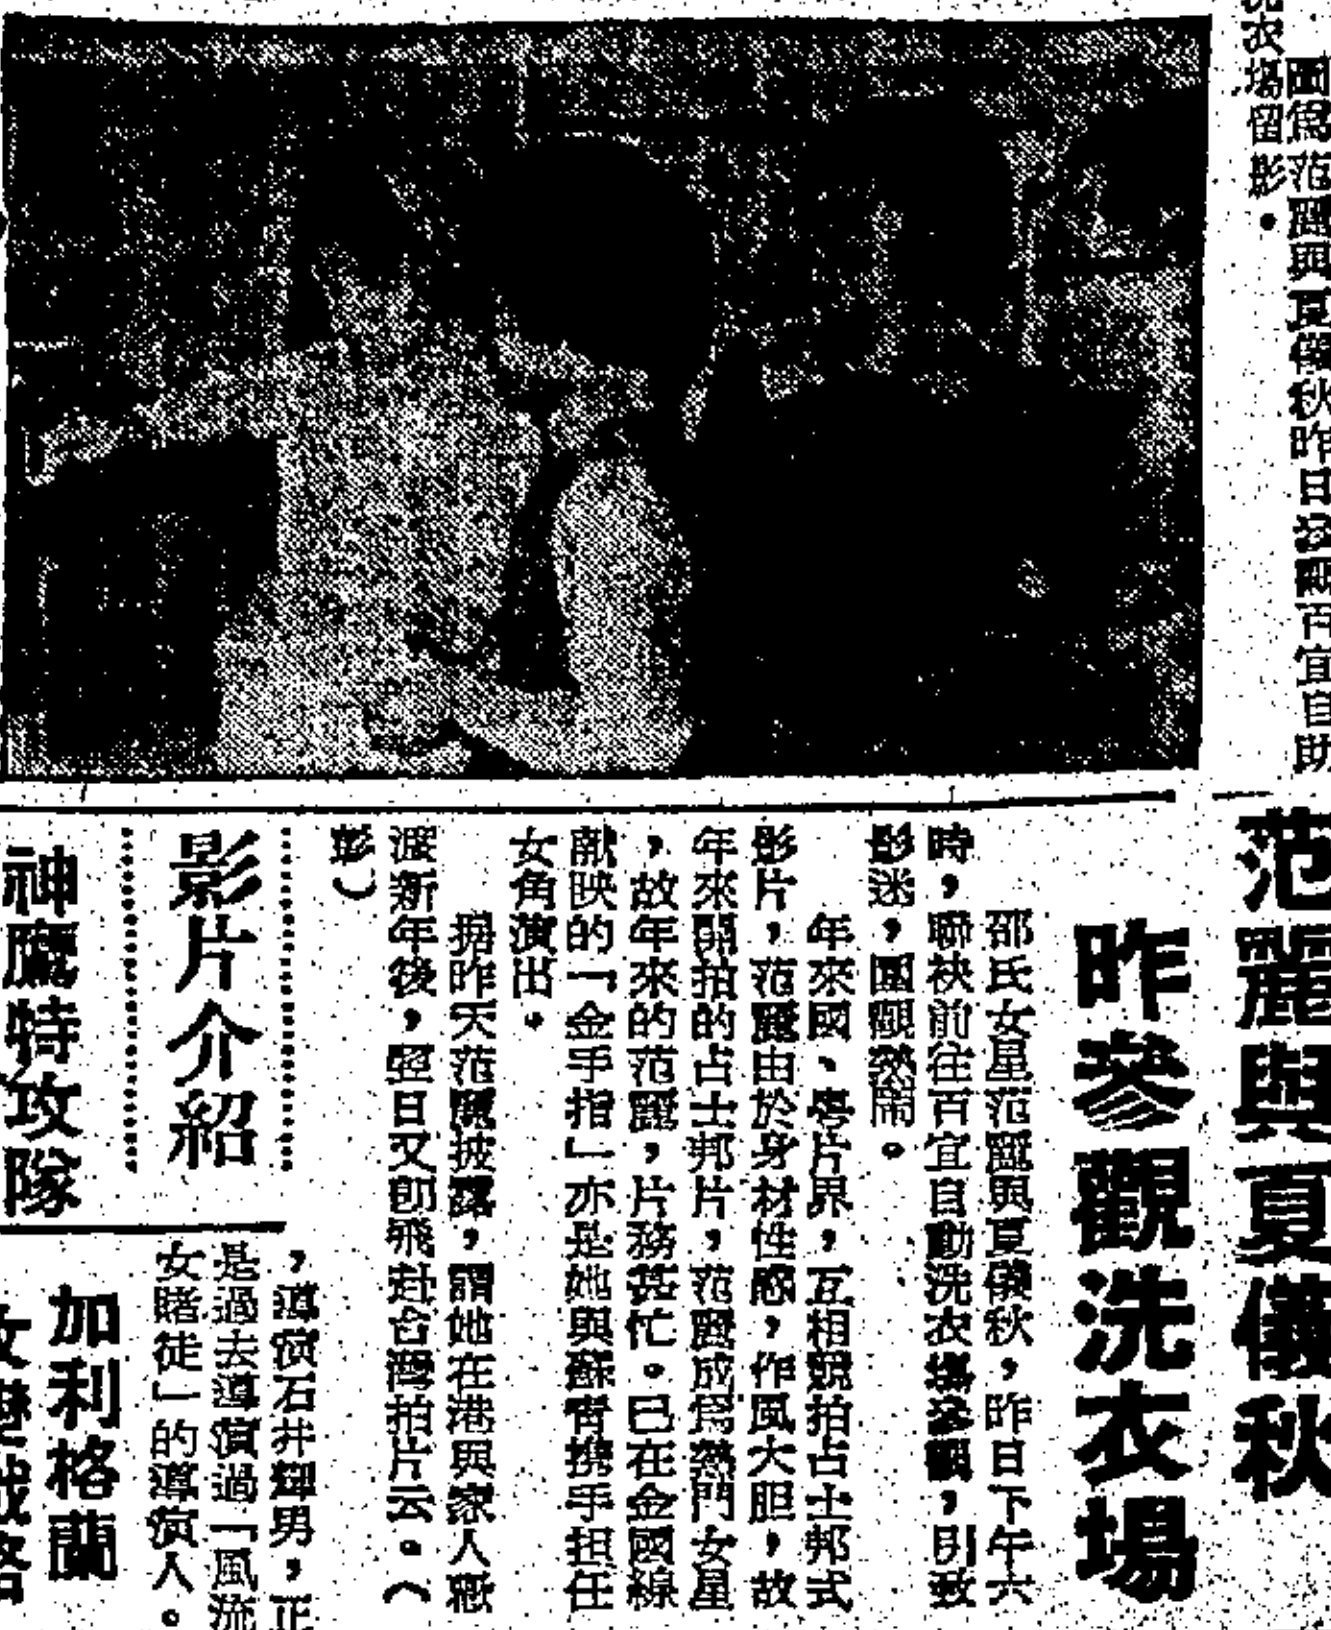 圖爲范麗與夏儀秋昨日參觀百宜自助
洗衣場留影。
范麗與夏儀秋
昨參觀洗衣場
邵氏女星范麗與夏儀秋,昨日下午六
時,聯袂前往百宜自動洗衣場參觀,引致
影迷,圍觀熱鬧。
年來國、粵片界,互相競拍占士邦式
影片,范麗由於身材性感,作風大胆,故
年來開拍的占士邦片,范麗成爲熱門女星
,故年來的范麗,片務甚忙。已在金國線
献映的「金手指」亦是她與蘇青携手担任
女角演出。
據昨天范麗披露,謂她在港與家人歡
渡新年後,翌日又即飛赴台灣拍片云。(
彭)
影片介紹
神鷹特攻隊
,導演石井輝男,正
是過去導演過「風流
女賭徒」的導演人。
加利格蘭